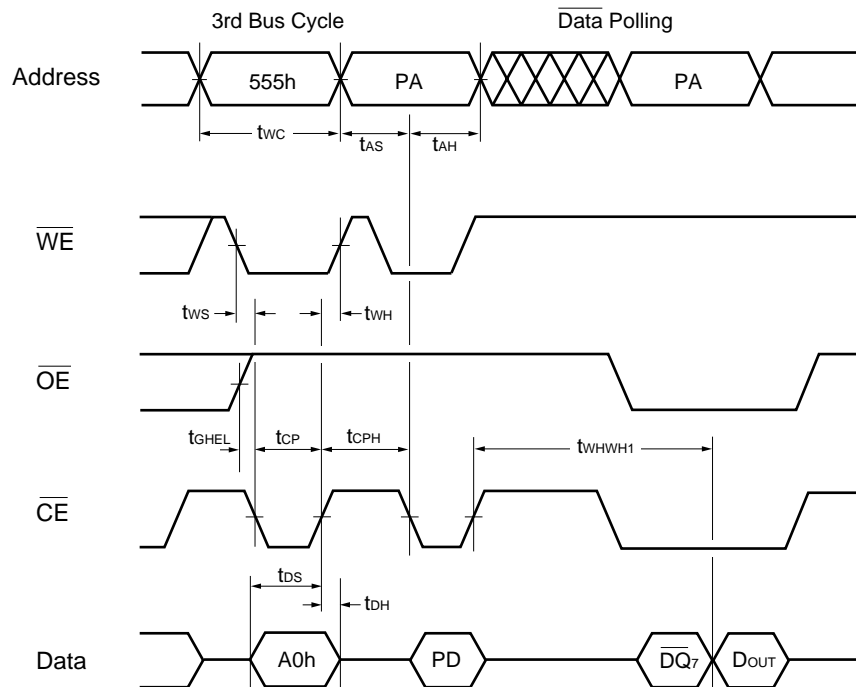 3rd Bus Cycle
Data Polling
Address
555h
PA
PA
tWC
tAS
tAH
WE
tWS
tWH
OE
tGHEL
tCP
tCPH
tWHWH1
CE
tDS
tDH
Data
A0h
PD
DQ7
DOUT